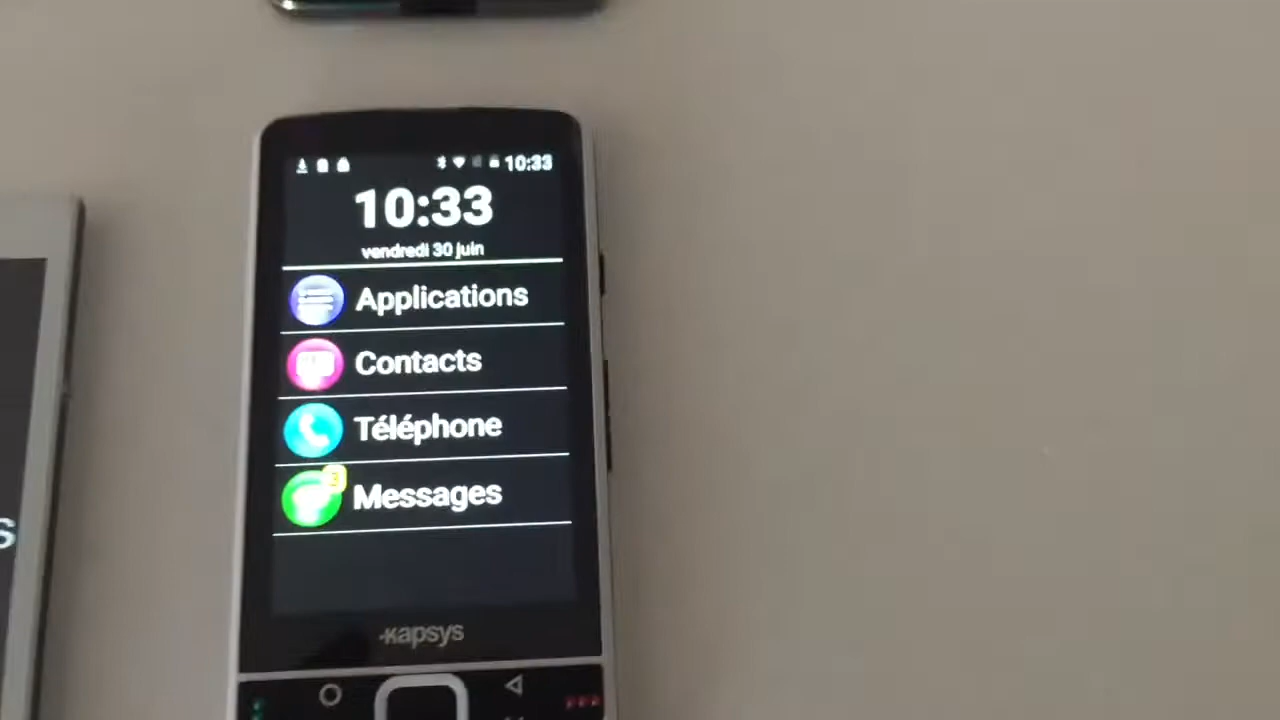 10:33
10:33
vendredi 30 juin
Applications
Contacts
Téléphone
3
Messages
s
kapsys